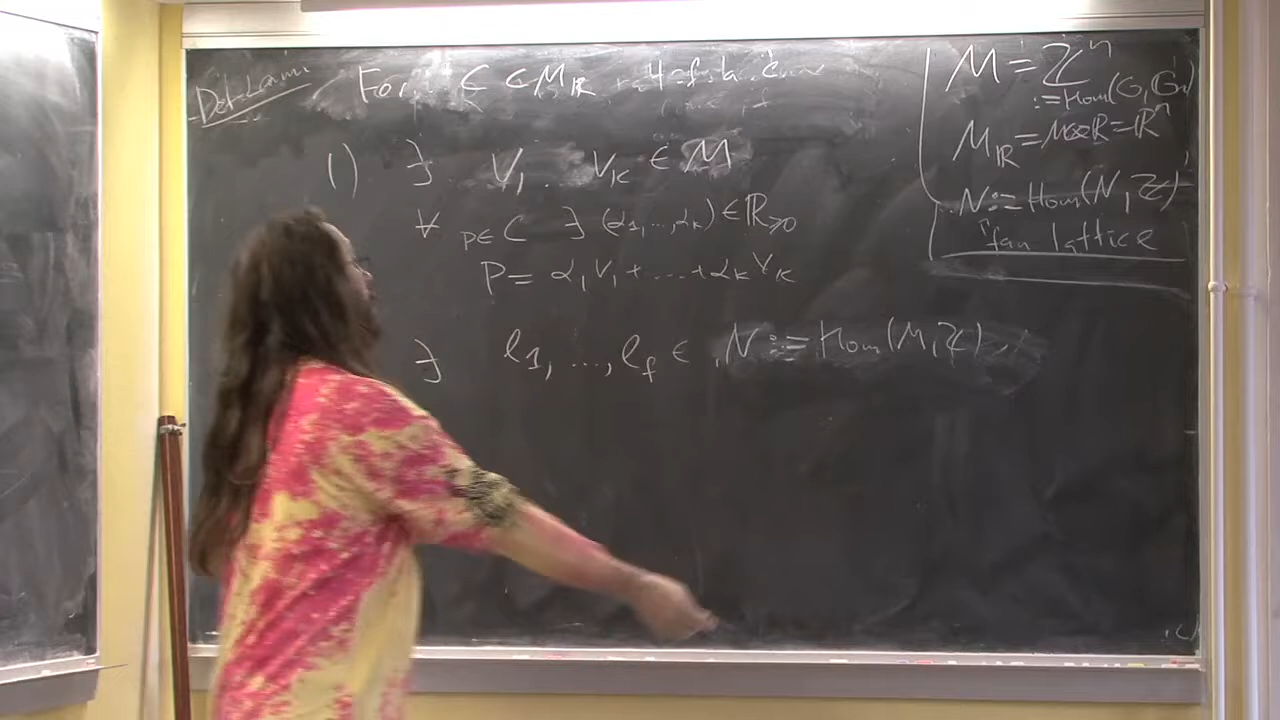 Def-Lemma
For C ⊂ M_ℝ
1) ∃ V_1 ... V_k ∈ M
∀ p∈C ∃ (α_1, ..., α_k) ∈ ℝ_≥0
P = α_1 V_1 + ... + α_k V_k
∃ l_1, ..., l_f ∈ N := Hom(M, ℤ),
M = ℤ^n
:= Hom(G, G
M_ℝ = M⊗ℝ = ℝ^n
N := Hom(N, ℤ)
"fan lattice